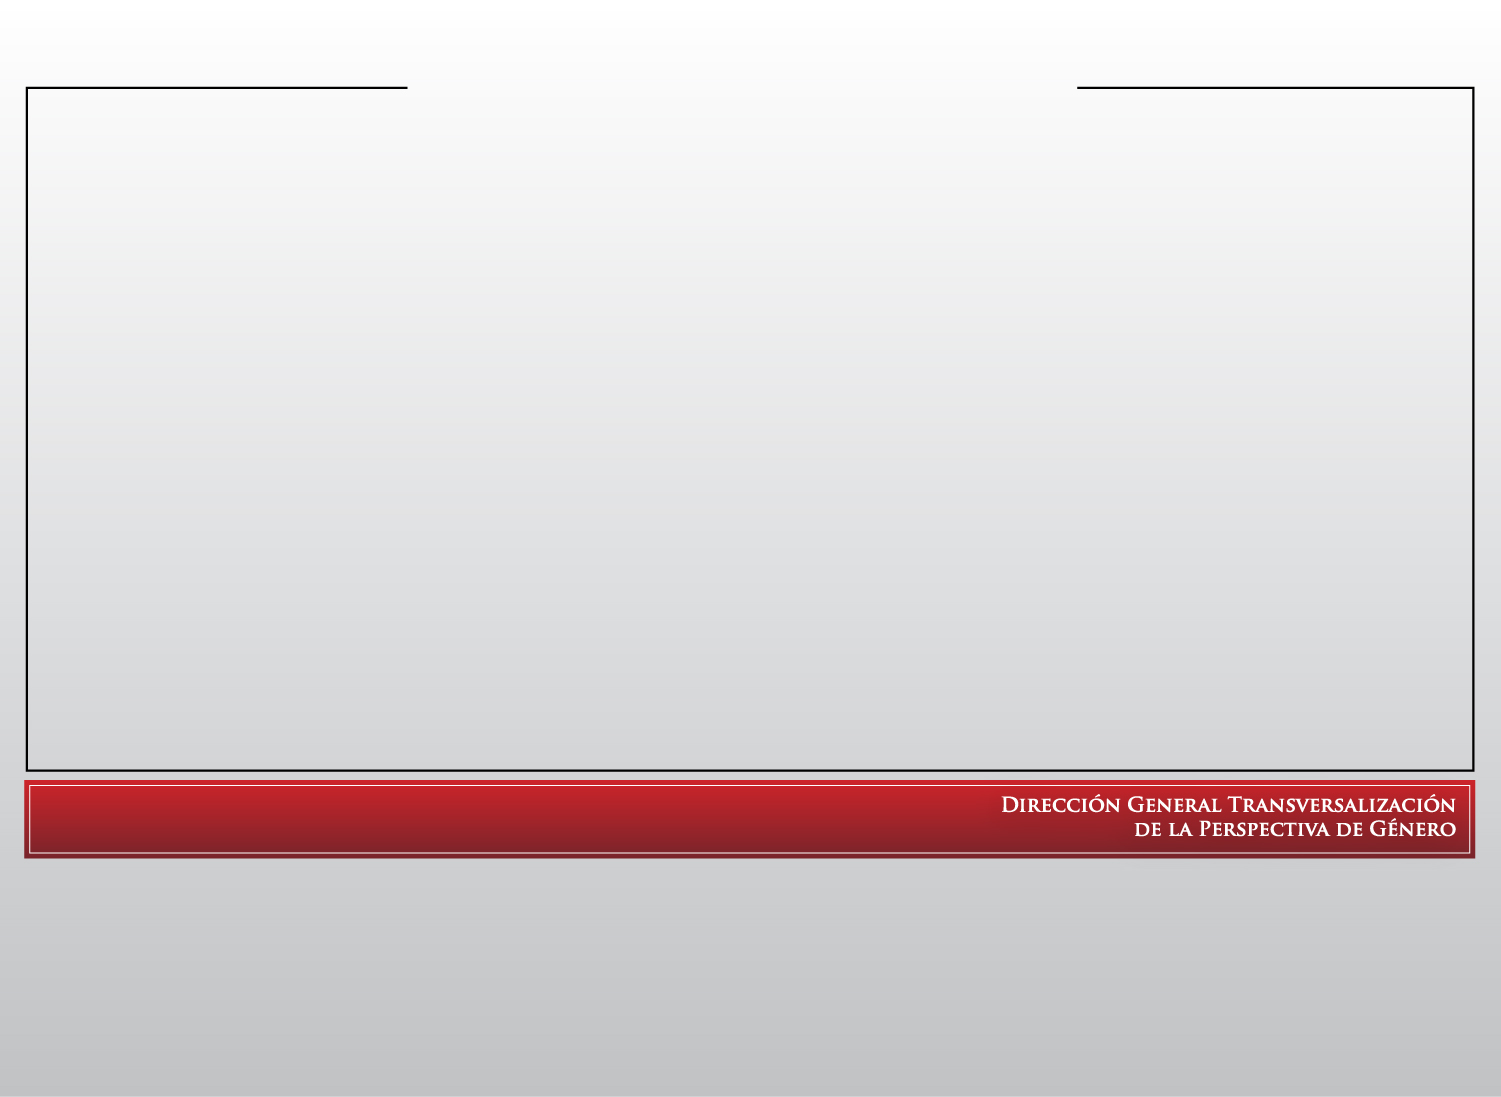 Dirección General Transversalización
de la Perspectiva de Género